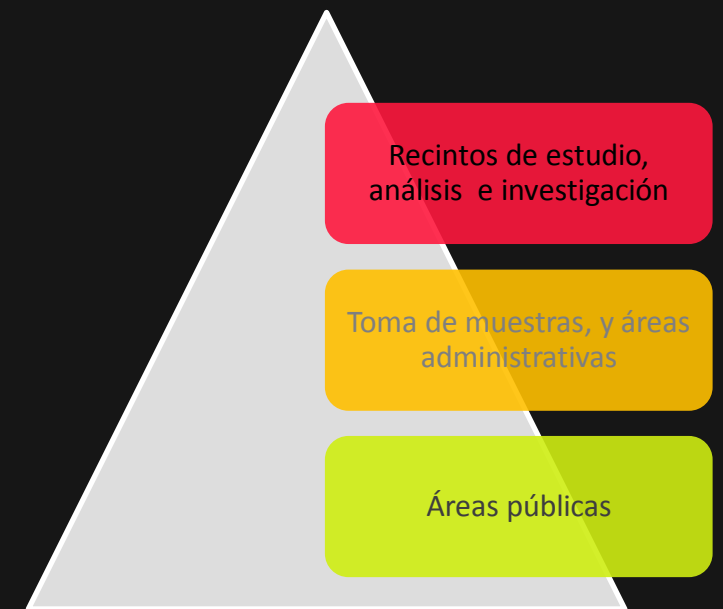 Recintos de estudio,
análisis e investigación
Toma de muestras, y áreas
administrativas
Áreas públicas